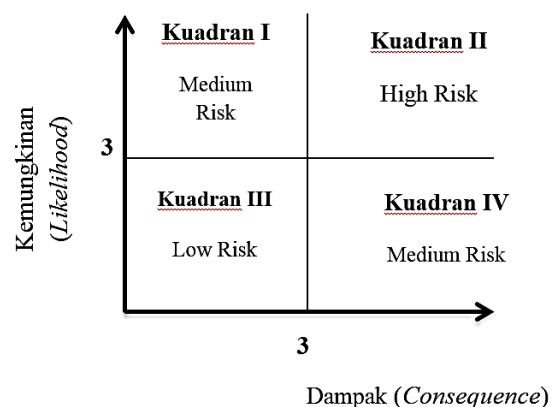 Kuadran I
Medium
Risk
Kuadran II
High Risk
Kemungkinan
(Likelihood)
3
Kuadran III
Low Risk
Kuadran IV
Medium Risk
3
Dampak (Consequence)